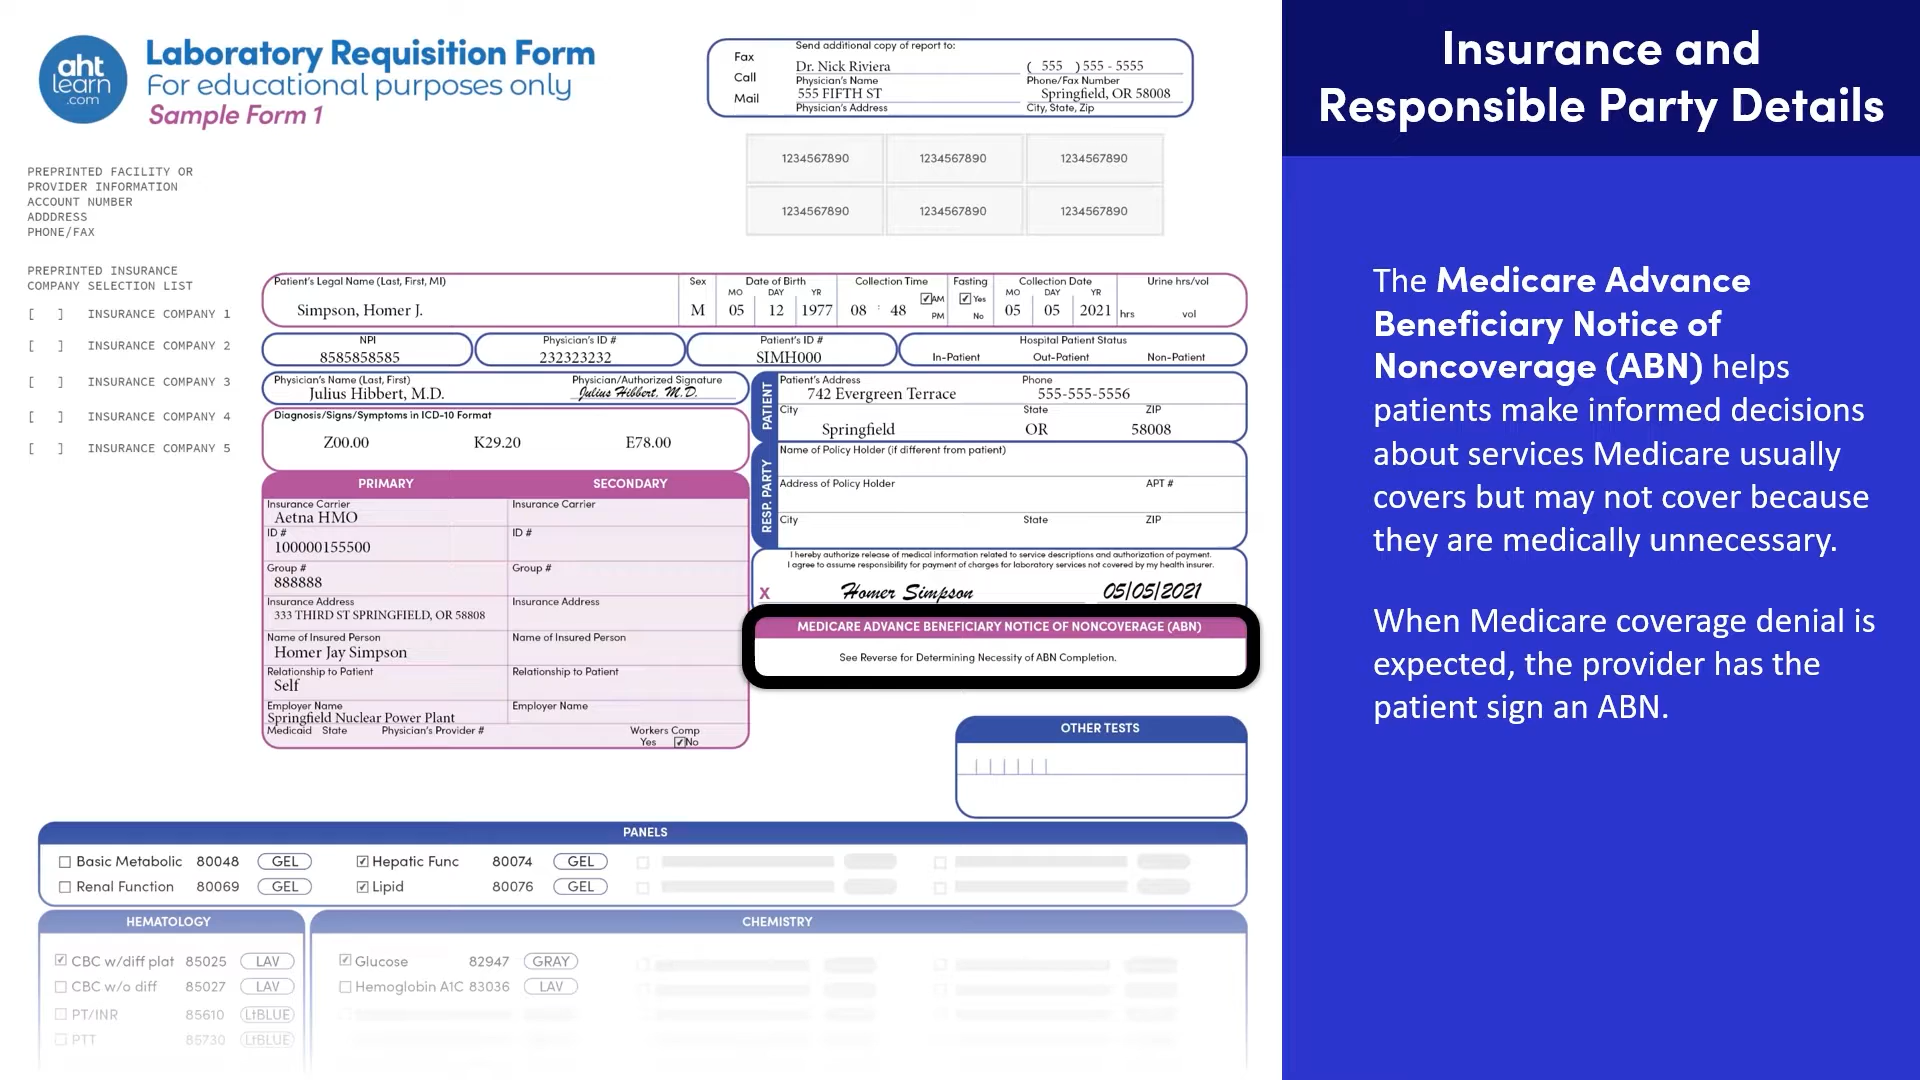 aht
learn
.com
Laboratory Requisition Form
For educational purposes only
Sample Form 1
Fax
Call
Mail
Send additional copy of report to:
Dr. Nick Riviera ( 555 ) 555 - 5555
Physician's Name Phone/Fax Number
555 FIFTH ST Springfield, OR 58008
Physician's Address City, State, Zip
1234567890 1234567890 1234567890
1234567890 1234567890 1234567890
PREPRINTED FACILITY OR
PROVIDER INFORMATION
ACCOUNT NUMBER
ADDDRESS
PHONE/FAX
PREPRINTED INSURANCE
COMPANY SELECTION LIST
[ ] INSURANCE COMPANY 1
[ ] INSURANCE COMPANY 2
[ ] INSURANCE COMPANY 3
[ ] INSURANCE COMPANY 4
[ ] INSURANCE COMPANY 5
Patient's Legal Name (Last, First, MI) Sex Date of Birth Collection Time Fasting Collection Date Urine hrs/vol
MO DAY YR AM Yes MO DAY YR
Simpson, Homer J. M 05 12 1977 08 : 48 PM No 05 05 2021 hrs vol
NPI Physician's ID # Patient's ID # Hospital Patient Status
8585858585 232323232 SIMH000 In-Patient Out-Patient Non-Patient
Physician's Name (Last, First) Physician/Authorized Signature
Julius Hibbert, M.D. Julius Hibbert, M.D.
Diagnosis/Signs/Symptoms in ICD-10 Format
Z00.00 K29.20 E78.00
PATIENT
Patient's Address Phone
742 Evergreen Terrace 555-555-5556
City State ZIP
Springfield OR 58008
RESP. PARTY
Name of Policy Holder (if different from patient)
Address of Policy Holder APT #
City State ZIP
PRIMARY SECONDARY
Insurance Carrier Insurance Carrier
Aetna HMO
ID # ID #
100000155500
Group # Group #
888888
Insurance Address Insurance Address
333 THIRD ST SPRINGFIELD, OR 58808
Name of Insured Person Name of Insured Person
Homer Jay Simpson
Relationship to Patient Relationship to Patient
Self
Employer Name Employer Name
Springfield Nuclear Power Plant
Medicaid State Physician's Provider # Workers Comp
Yes No
I hereby authorize release of medical information related to service descriptions and authorization of payment.
I agree to assume responsibility for payment of charges for laboratory services not covered by my health insurer.
X Homer Simpson 05/05/2021
MEDICARE ADVANCE BENEFICIARY NOTICE OF NONCOVERAGE (ABN)
See Reverse for Determining Necessity of ABN Completion.
OTHER TESTS
PANELS
Basic Metabolic 80048 GEL Hepatic Func 80074 GEL
Renal Function 80069 GEL Lipid 80076 GEL
HEMATOLOGY
CBC w/diff plat 85025 LAV
CBC w/o diff 85027 LAV
PT/INR 85610 LtBLUE
PTT 85730 LtBLUE
CHEMISTRY
Glucose 82947 GRAY
Hemoglobin A1C 83036 LAV
Insurance and
Responsible Party Details
The Medicare Advance
Beneficiary Notice of
Noncoverage (ABN) helps
patients make informed decisions
about services Medicare usually
covers but may not cover because
they are medically unnecessary.
When Medicare coverage denial is
expected, the provider has the
patient sign an ABN.